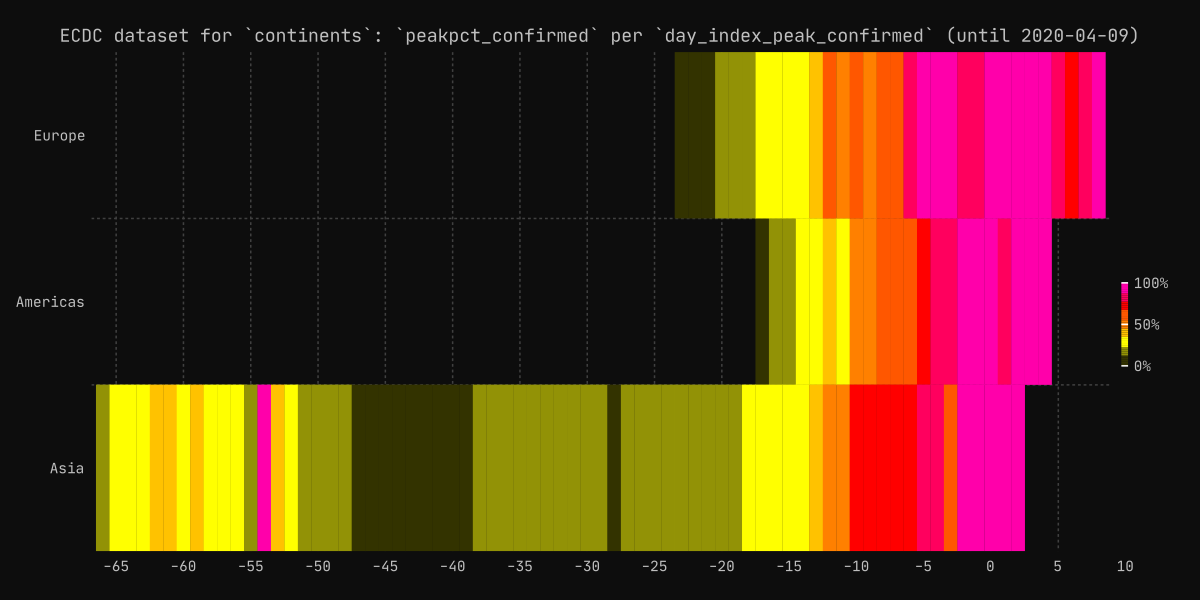 ECDC dataset for `continents`: `peakpct_confirmed` per `day_index_peak_confirmed` (until 2020-04-09)
Europe
Americas
Asia
100%
50%
0%
-65 -60 -55 -50 -45 -40 -35 -30 -25 -20 -15 -10 -5 0 5 10